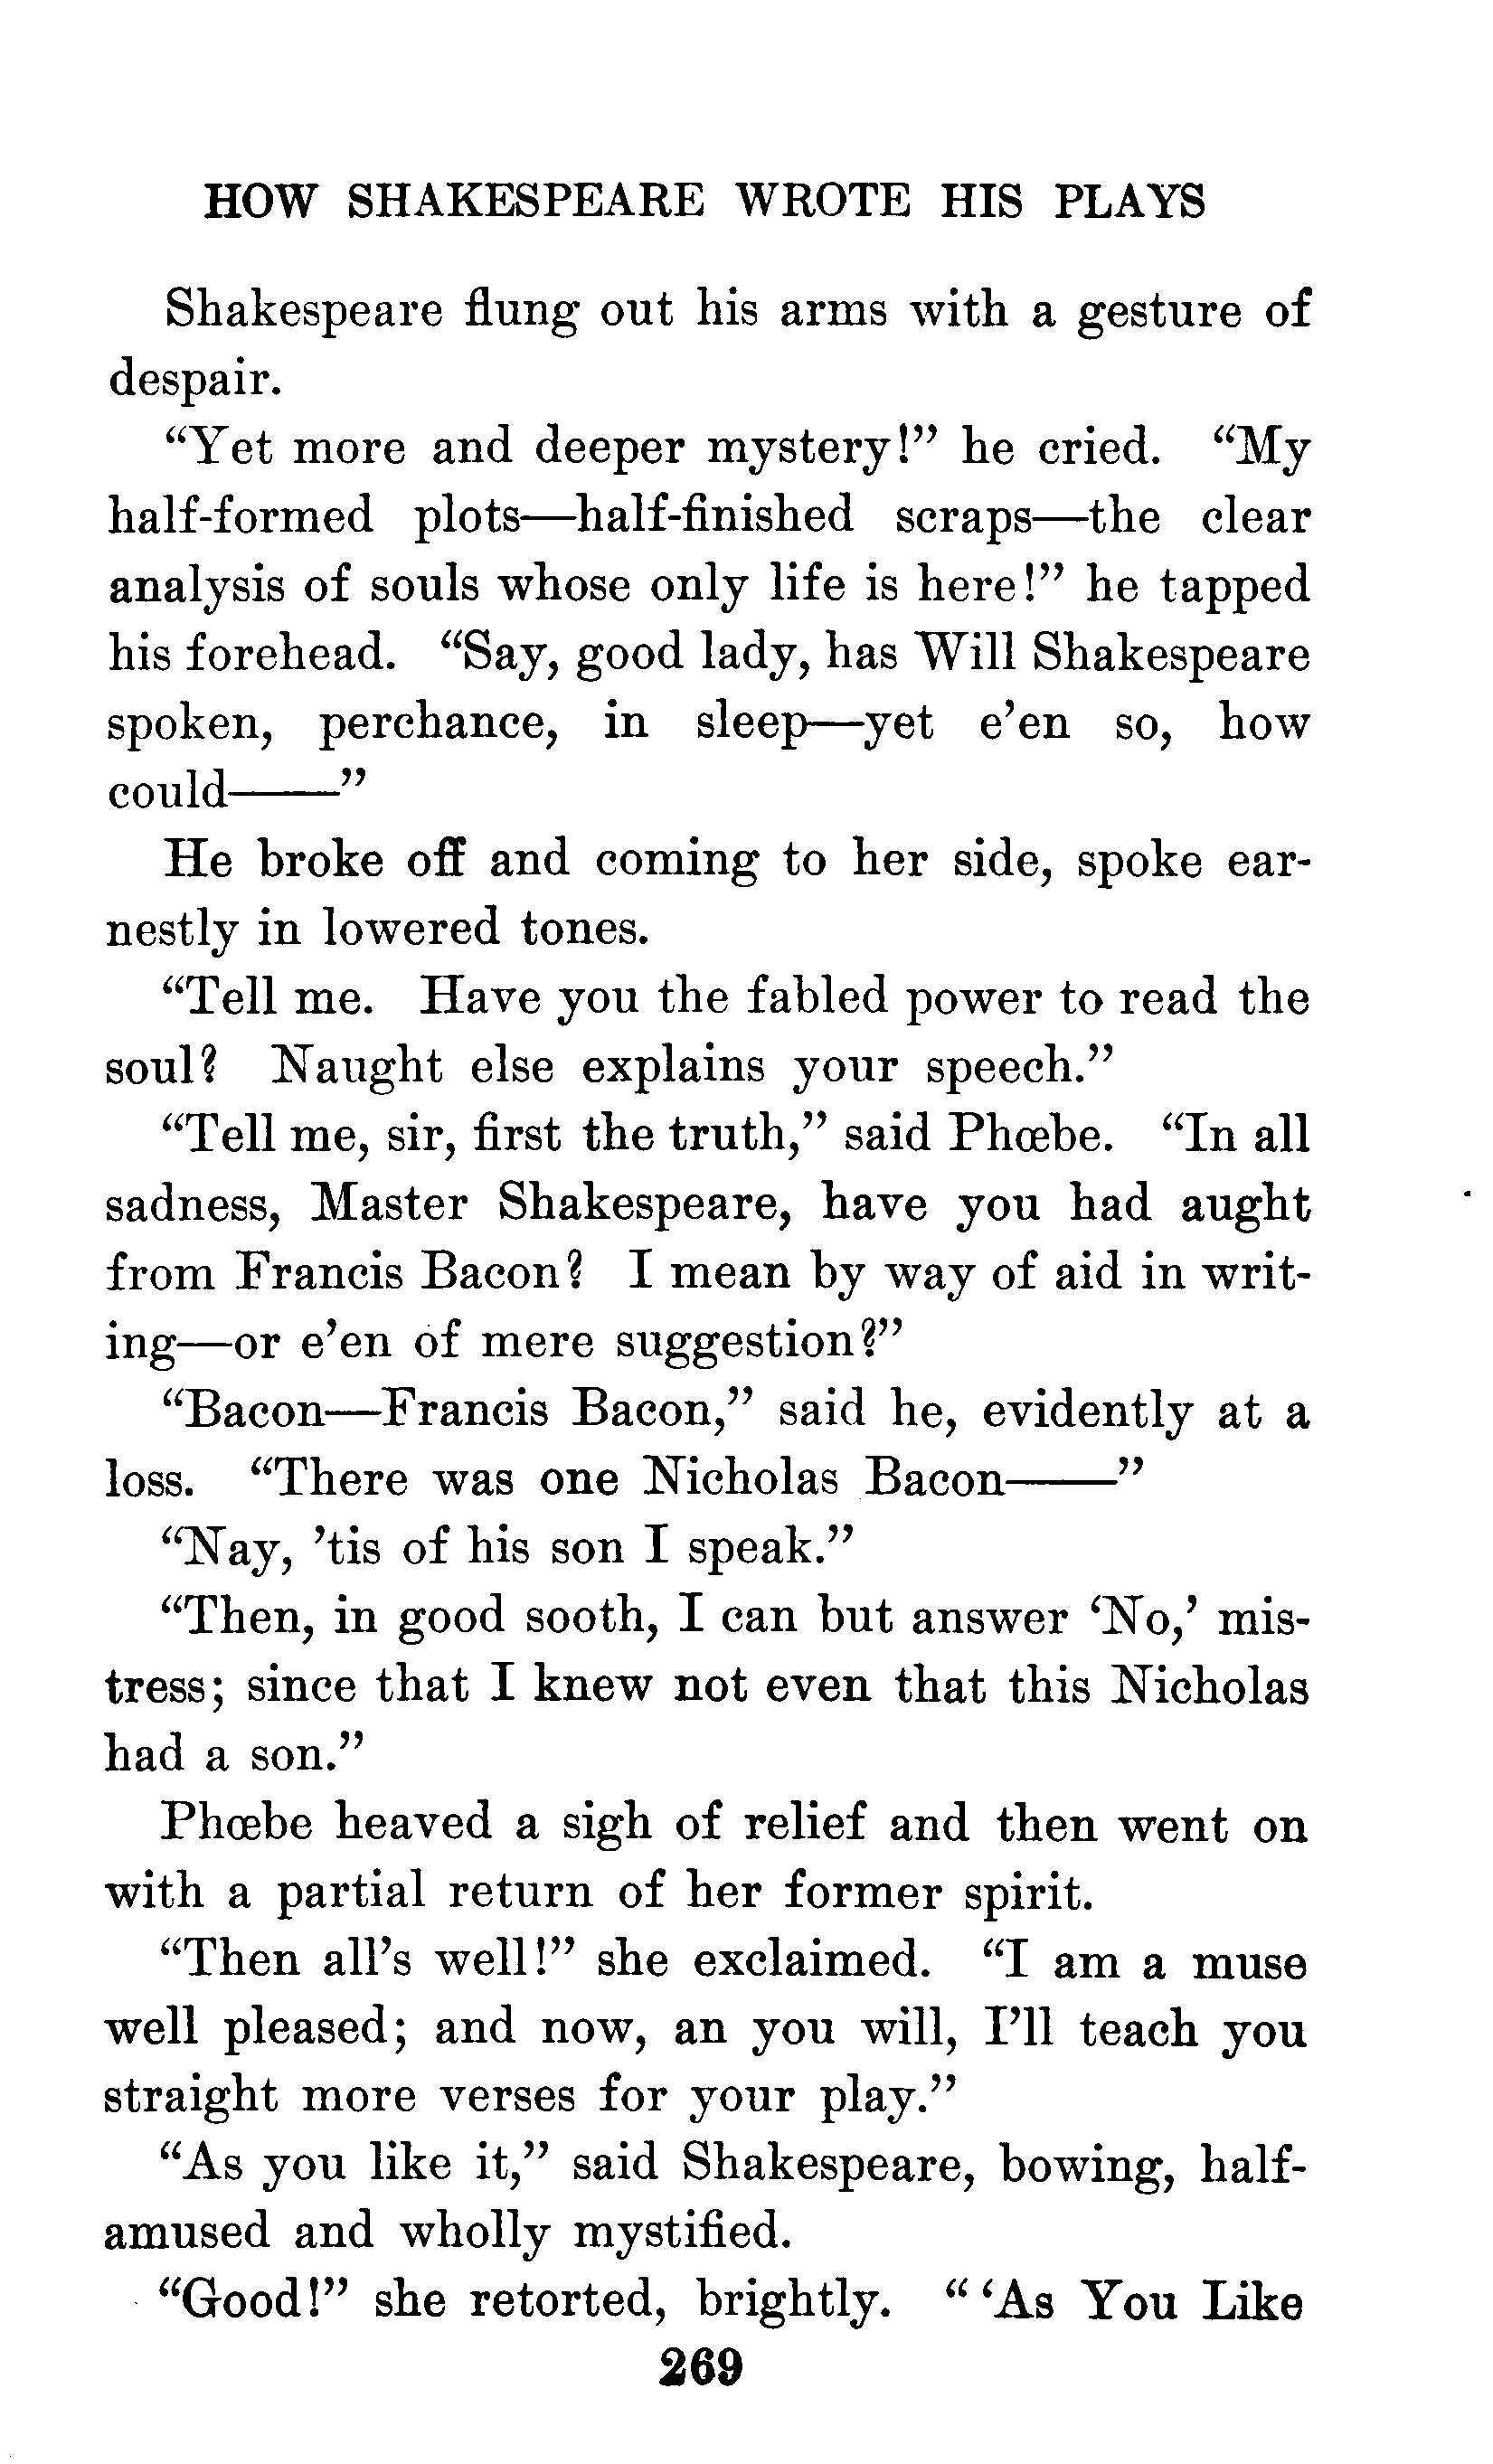 HOW SHAKESPEARE WROTE HIS PLAYS
Shakespeare flung out his arms with a gesture of
despair.
“Yet more and deeper mystery!” he cried. “My
half-formed plots—half-finished scraps—the clear
analysis of souls whose only life is here!” he tapped
his forehead. “Say, good lady, has Will Shakespeare
spoken, perchance, in sleep—yet e’en so, how
could——”
He broke off and coming to her side, spoke ear-
nestly in lowered tones.
“Tell me. Have you the fabled power to read the
soul? Naught else explains your speech.”
“Tell me, sir, first the truth,” said Phœbe. “In all
sadness, Master Shakespeare, have you had aught
from Francis Bacon? I mean by way of aid in writ-
ing—or e’en of mere suggestion?”
“Bacon—Francis Bacon,” said he, evidently at a
loss. “There was one Nicholas Bacon——”
“Nay, ’tis of his son I speak.”
“Then, in good sooth, I can but answer ‘No,’ mis-
tress; since that I knew not even that this Nicholas
had a son.”
Phœbe heaved a sigh of relief and then went on
with a partial return of her former spirit.
“Then all’s well!” she exclaimed. “I am a muse
well pleased; and now, an you will, I’ll teach you
straight more verses for your play.”
“As you like it,” said Shakespeare, bowing, half-
amused and wholly mystified.
“Good!” she retorted, brightly. “ ‘As You Like
269